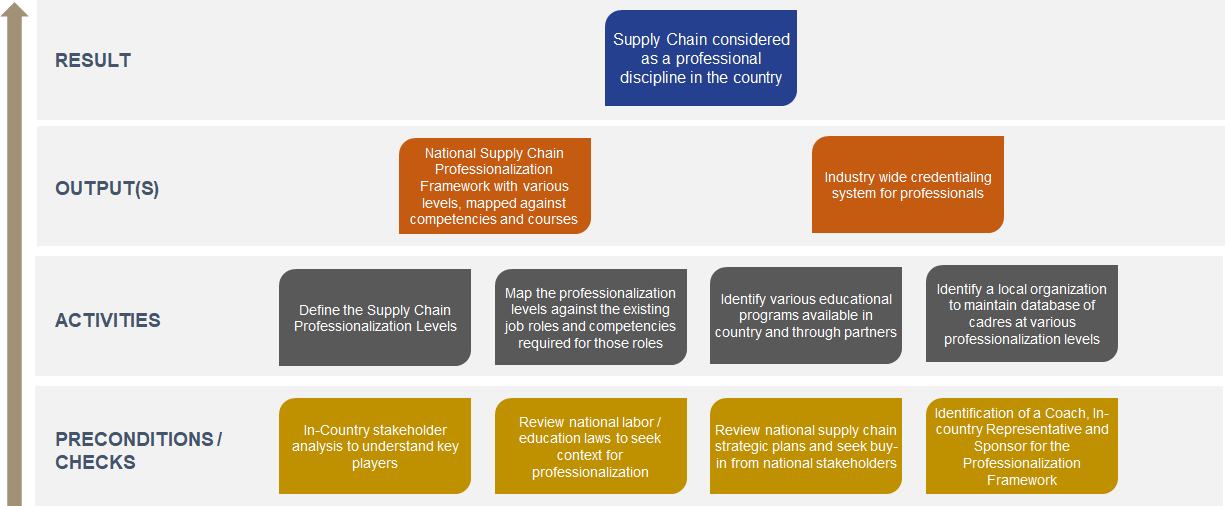 RESULT
Supply Chain considered
as a professional
discipline in the country
OUTPUT(S)
National Supply Chain
Professionalization
Framework with various
levels, mapped against
competencies and courses
Industry wide credentialing
system for professionals
ACTIVITIES
Define the Supply Chain
Professionalization Levels
Map the professionalization
levels against the existing
job roles and competencies
required for those roles
Identify various educational
programs available in
country and through partners
Identify a local organization
to maintain database of
cadres at various
professionalization levels
PRECONDITIONS /
CHECKS
In-Country stakeholder
analysis to understand key
players
Review national labor /
education laws to seek
context for
professionalization
Review national supply chain
strategic plans and seek buy-
in from national stakeholders
Identification of a Coach, In-
country Representative and
Sponsor for the
Professionalization
Framework